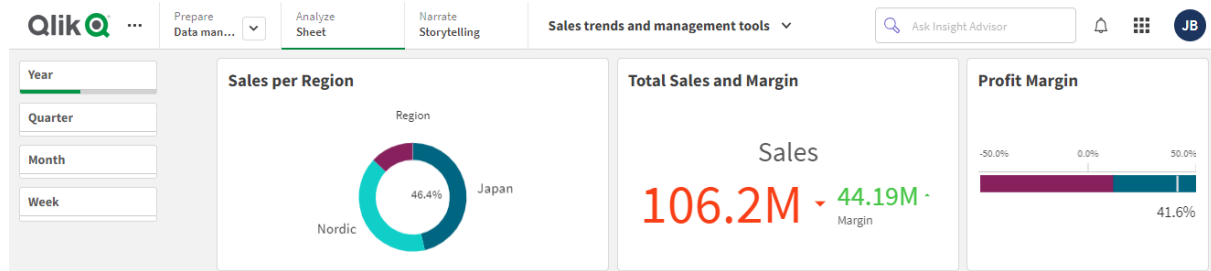 Qlik
Prepare
Data man...
Analyze
Sheet
Narrate
Storytelling
Sales trends and management tools
Ask Insight Advisor
JB
Year
Quarter
Month
Week
Sales per Region
Region
46.4%
Japan
Nordic
Total Sales and Margin
Sales
106.2M
44.19M
Margin
Profit Margin
-50.0% 0.0% 50.0%
41.6%